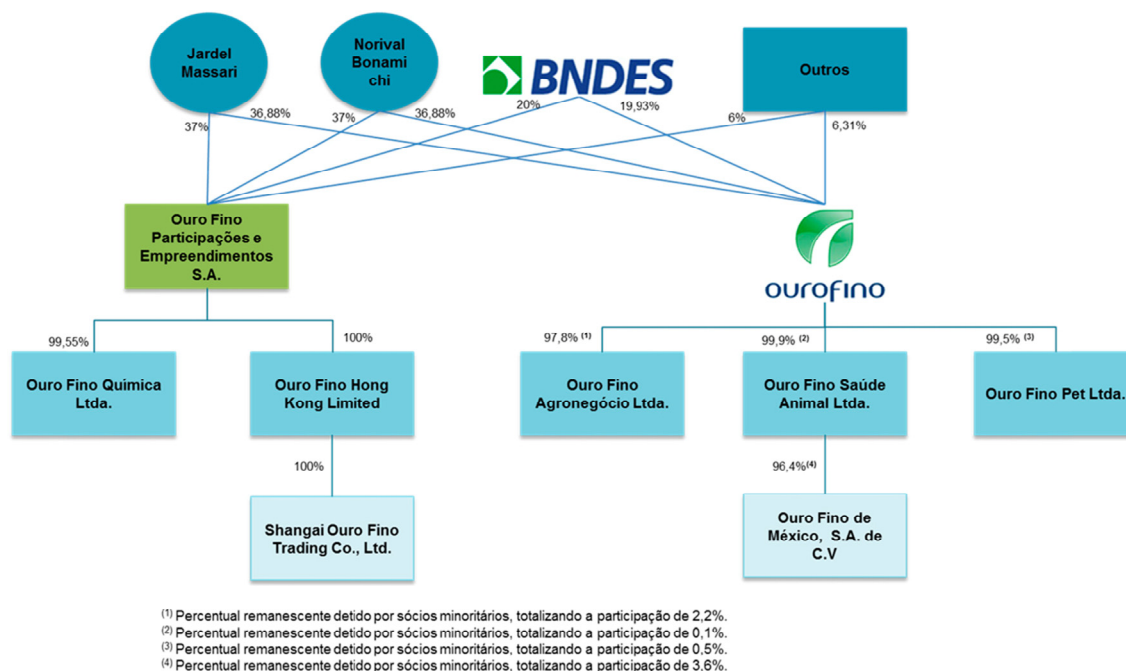 Jardel
Massari
Norival
Bonami
chi
BNDES
Outros
36,88%
37%
36,88%
37%
20%
19,93%
6%
6,31%
Ouro Fino
Participações e
Empreendimentos
S.A.
ourofino
99,55%
100%
97,8% (1)
99,9% (2)
99,5% (3)
Ouro Fino Quimica
Ltda.
Ouro Fino Hong
Kong Limited
Ouro Fino
Agronegócio Ltda.
Ouro Fino Saúde
Animal Ltda.
Ouro Fino Pet Ltda.
100%
96,4%(4)
Shangai Ouro Fino
Trading Co., Ltd.
Ouro Fino de
México, S.A. de
C.V
(1) Percentual remanescente detido por sócios minoritários, totalizando a participação de 2,2%.
(2) Percentual remanescente detido por sócios minoritários, totalizando a participação de 0,1%.
(3) Percentual remanescente detido por sócios minoritários, totalizando a participação de 0,5%.
(4) Percentual remanescente detido por sócios minoritários, totalizando a participação de 3,6%.